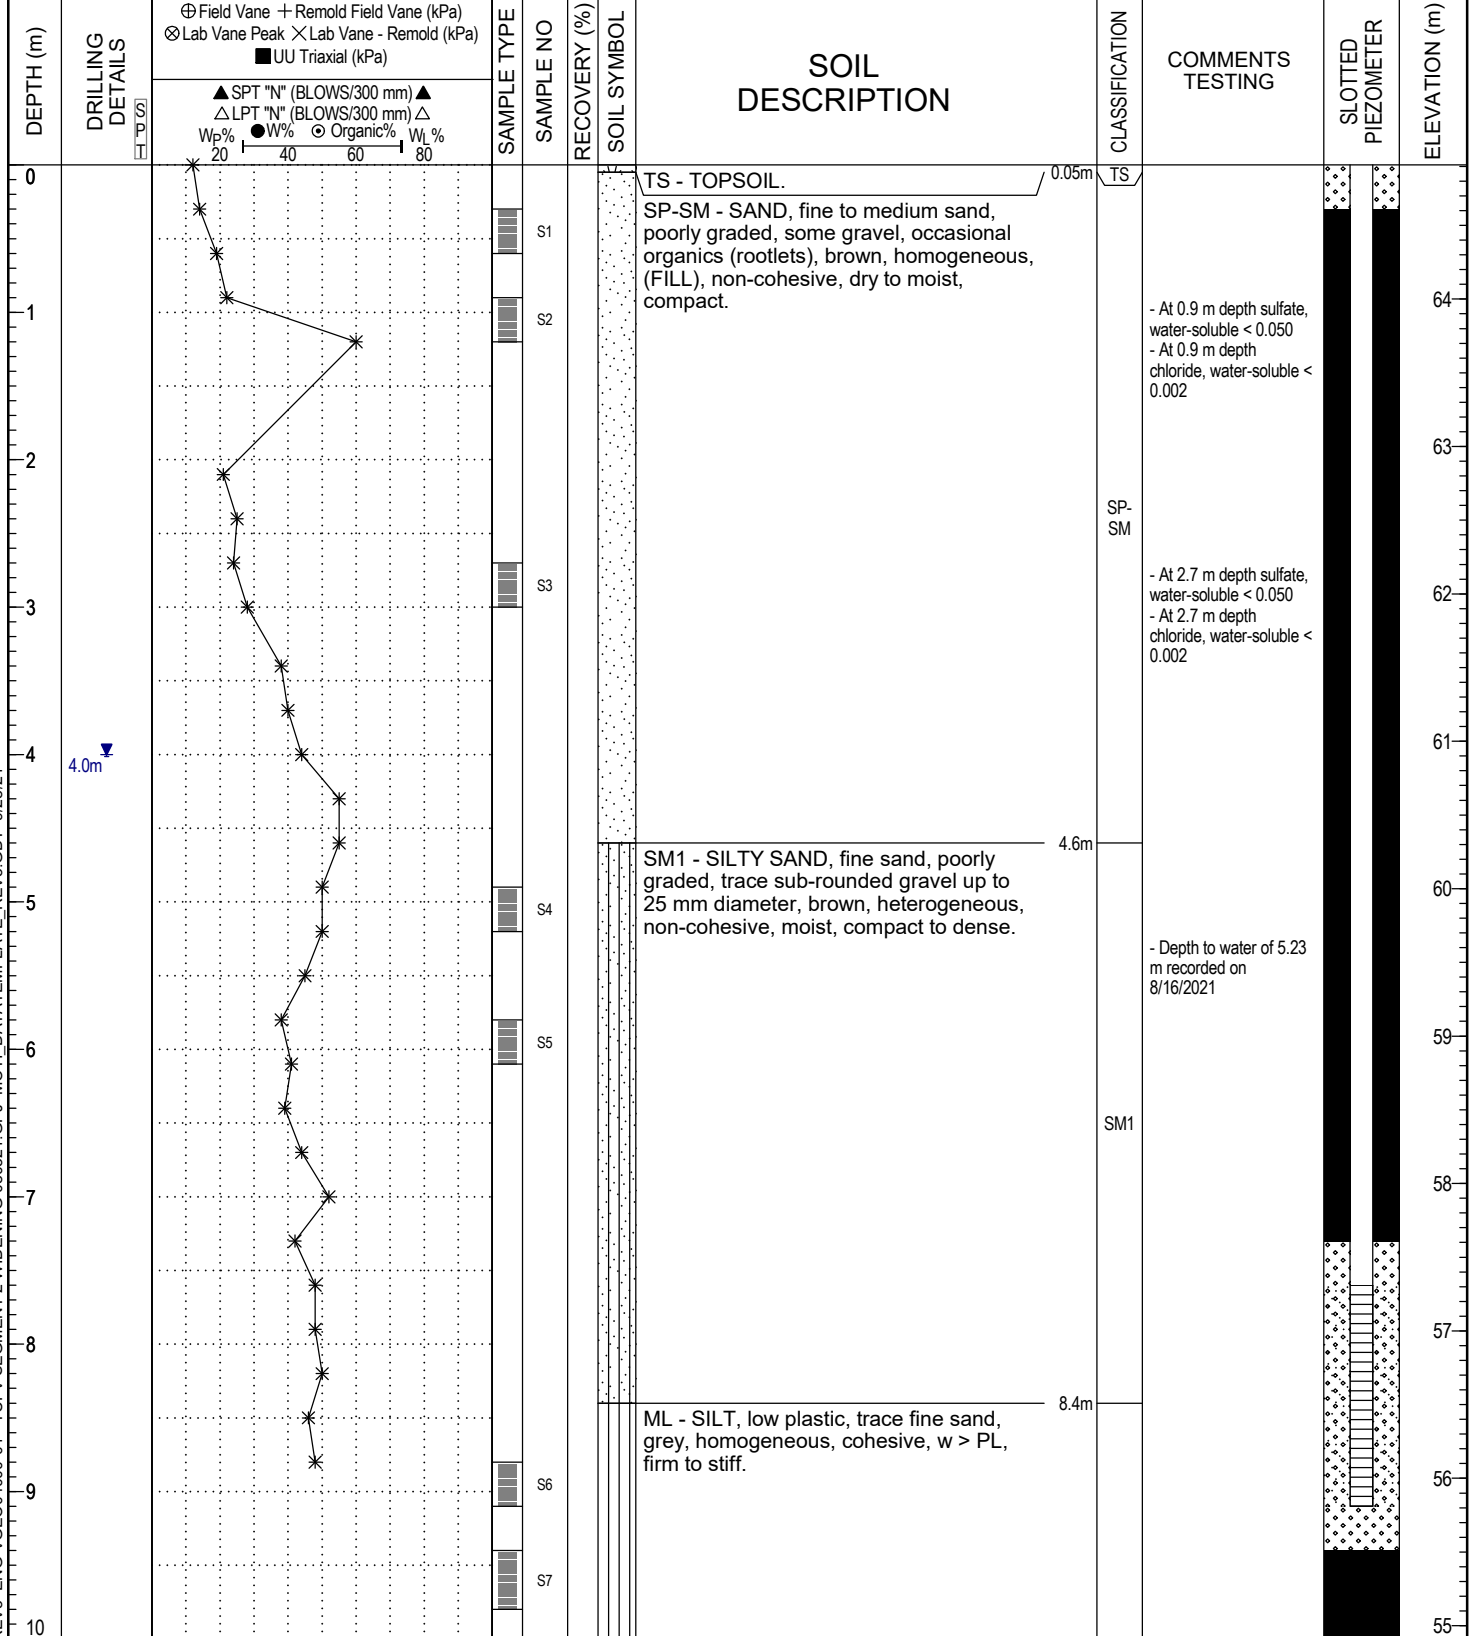 DEPTH (m)
DRILLING
DETAILS
S
P
T
⊕ Field Vane + Remold Field Vane (kPa)
⊗ Lab Vane Peak × Lab Vane - Remold (kPa)
■ UU Triaxial (kPa)
▲ SPT "N" (BLOWS/300 mm) ▲
△ LPT "N" (BLOWS/300 mm) △
WP% ● W% ⊙ Organic% WL%
20 40 60 80
SAMPLE TYPE
SAMPLE NO
RECOVERY (%)
SOIL SYMBOL
SOIL
DESCRIPTION
CLASSIFICATION
COMMENTS
TESTING
SLOTTED
PIEZOMETER
ELEVATION (m)
0
1
2
3
4
5
6
7
8
9
10
4.0m
S1
S2
S3
S4
S5
S6
S7
TS - TOPSOIL.
0.05m
TS
SP-SM - SAND, fine to medium sand,
poorly graded, some gravel, occasional
organics (rootlets), brown, homogeneous,
(FILL), non-cohesive, dry to moist,
compact.
4.6m
SM1 - SILTY SAND, fine sand, poorly
graded, trace sub-rounded gravel up to
25 mm diameter, brown, heterogeneous,
non-cohesive, moist, compact to dense.
8.4m
ML - SILT, low plastic, trace fine sand,
grey, homogeneous, cohesive, w > PL,
firm to stiff.
SP-
SM
SM1
- At 0.9 m depth sulfate,
water-soluble < 0.050
- At 0.9 m depth
chloride, water-soluble <
0.002
- At 2.7 m depth sulfate,
water-soluble < 0.050
- At 2.7 m depth
chloride, water-soluble <
0.002
- Depth to water of 5.23
m recorded on
8/16/2021
64
63
62
61
60
59
58
57
56
55